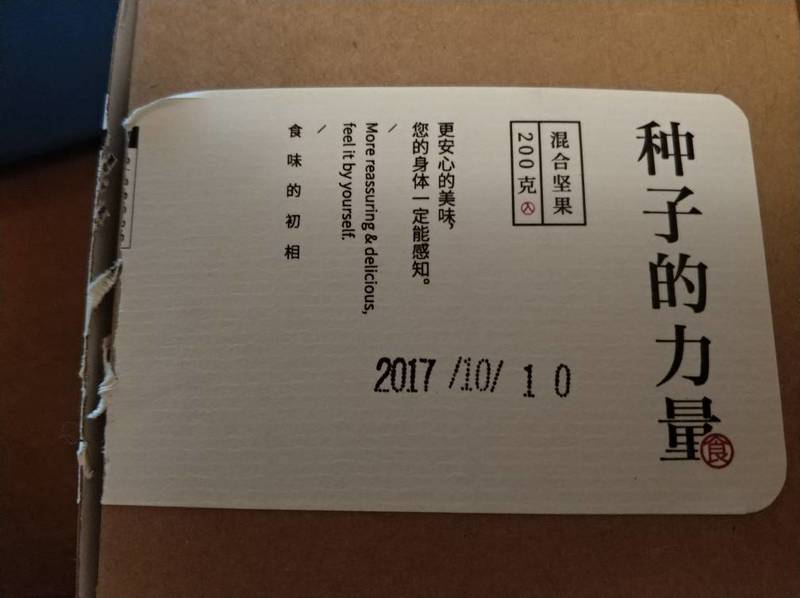 种子的力量
食
混合坚果
200克 入
更安心的美味,
您的身体一定能感知。
/
More reassuring & delicious,
feel it by yourself.
/
食味的初相
2017/10/10